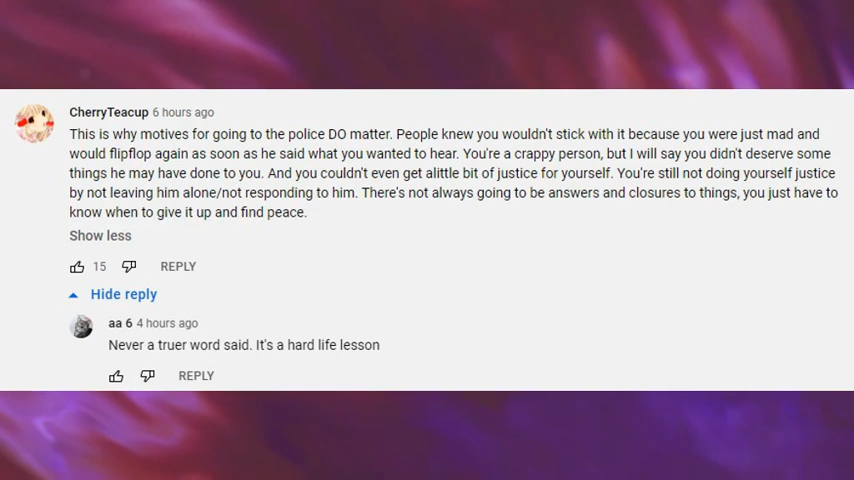 CherryTeacup 6 hours ago
This is why motives for going to the police DO matter. People knew you wouldn't stick with it because you were just mad and
would flipflop again as soon as he said what you wanted to hear. You're a crappy person, but I will say you didn't deserve some
things he may have done to you. And you couldn't even get alittle bit of justice for yourself. You're still not doing yourself justice
by not leaving him alone/not responding to him. There's not always going to be answers and closures to things, you just have to
know when to give it up and find peace.
Show less
15 REPLY
Hide reply
aa 6 4 hours ago
Never a truer word said. It's a hard life lesson
REPLY